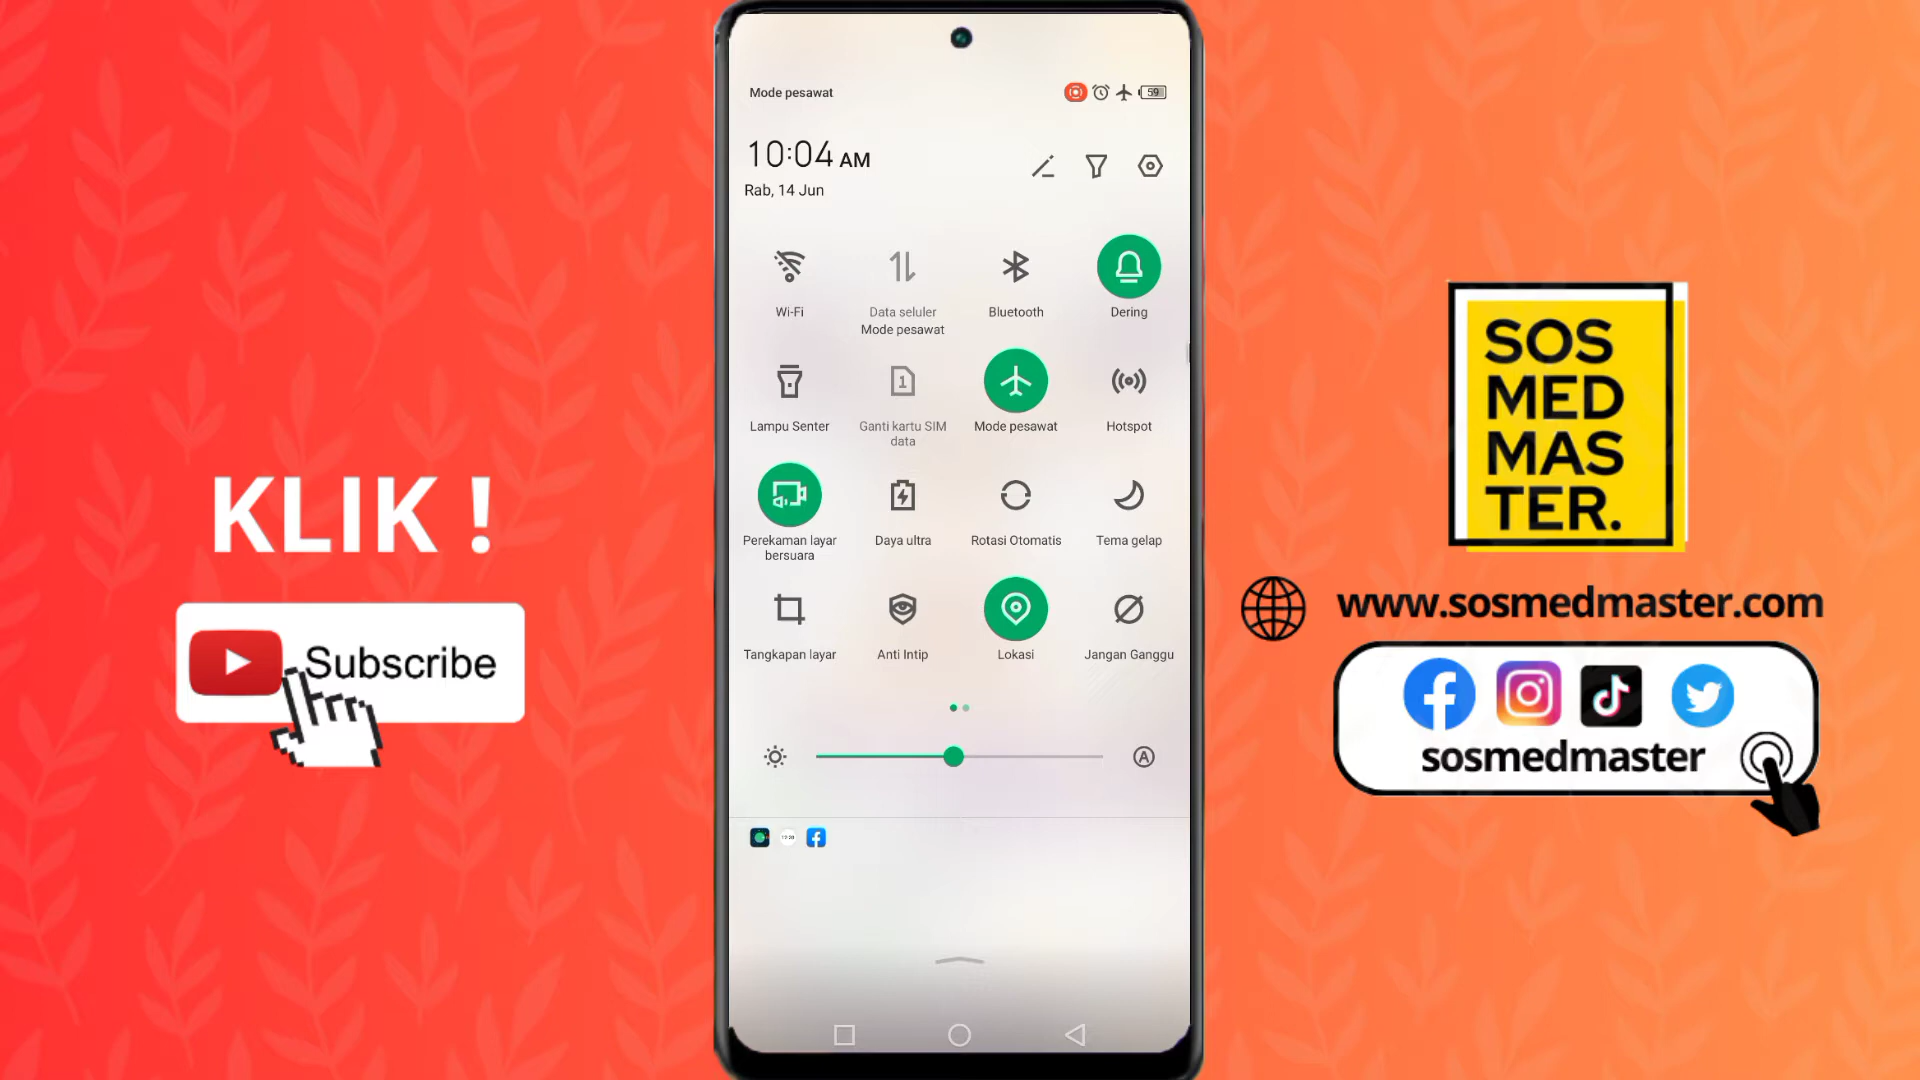 Mode pesawat
59
10:04 AM
Rab, 14 Jun
Wi-Fi
Data seluler
Mode pesawat
Bluetooth
Dering
Lampu Senter
1
Ganti kartu SIM
data
Mode pesawat
Hotspot
Perekaman layar
bersuara
Daya ultra
Rotasi Otomatis
Tema gelap
Tangkapan layar
Anti Intip
Lokasi
Jangan Ganggu
A
KLIK !
Subscribe
SOS
MED
MAS
TER.
www.sosmedmaster.com
sosmedmaster